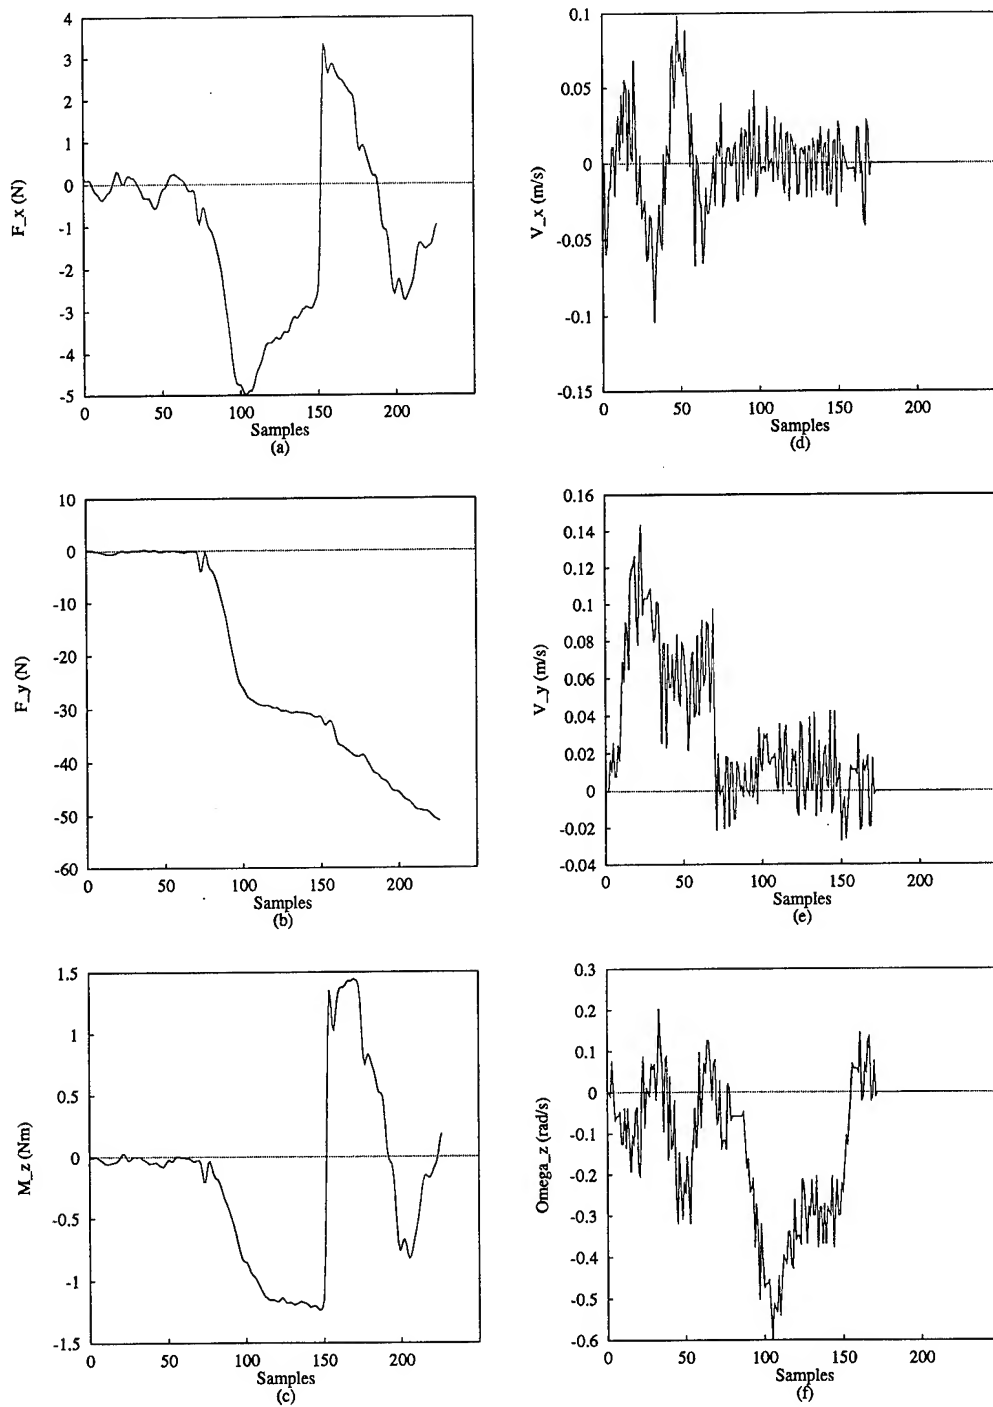 4
3
2
1
0
-1
-2
-3
-4
-5
F_x (N)
0 50 100 150 200
Samples
(a)
0.1
0.05
0
-0.05
-0.1
-0.15
V_x (m/s)
0 50 100 150 200
Samples
(d)
10
0
-10
-20
-30
-40
-50
-60
F_y (N)
0 50 100 150 200
Samples
(b)
0.16
0.14
0.12
0.1
0.08
0.06
0.04
0.02
0
-0.02
-0.04
V_y (m/s)
0 50 100 150 200
Samples
(e)
1.5
1
0.5
0
-0.5
-1
-1.5
M_z (Nm)
0 50 100 150 200
Samples
(c)
0.3
0.2
0.1
0
-0.1
-0.2
-0.3
-0.4
-0.5
-0.6
Omega_z (rad/s)
0 50 100 150 200
Samples
(f)